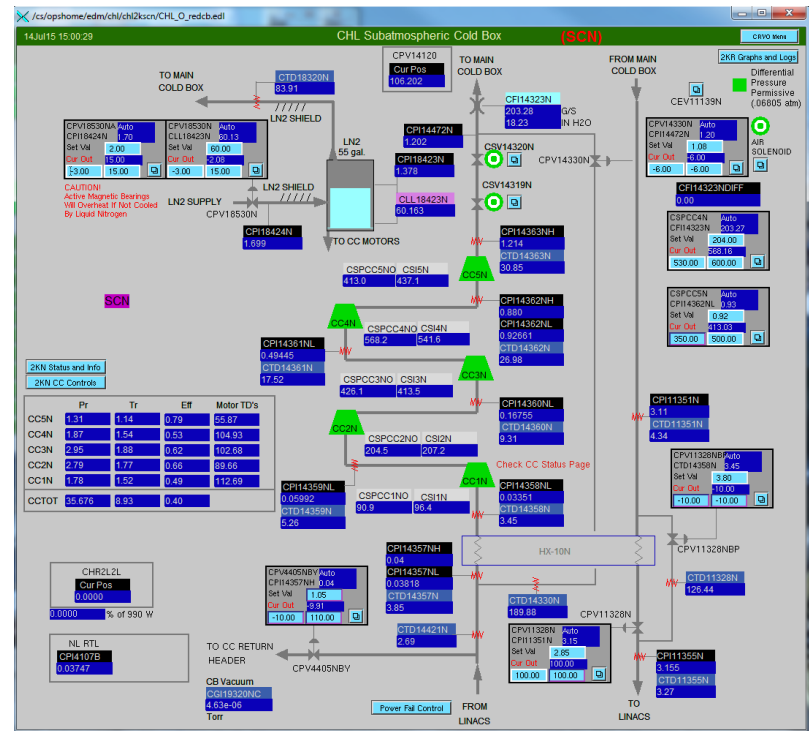 /cs/opshome/edm/chl/chl2kscn/CHL_O_redcb.edl
14Jul15 15:00:29
CHL Subatmospheric Cold Box
(SCN)
CRVO Menu
2KR Graphs and Logs
Differential
Pressure
Permissive
(.06805 atm)
CPV14120
Cur Pos
106.202
TO MAIN
COLD BOX
FROM MAIN
COLD BOX
CEV11139N
TO MAIN
COLD BOX
CTD18320N
83.91
LN2 SHIELD
CFI14323N
203.28
G/S
18.23
IN H2O
CPV18530NA Auto
CPI18424N 1.70
Set Val 2.00
Cur Out 15.00
-3.00 15.00
CPV18530N Auto
CLL18423N 60.13
Set Val 60.00
Cur Out -2.08
-3.00 15.00
CAUTION!
Active Magnetic Bearings
Will Overheat If Not Cooled
By Liquid Nitrogen
LN2
55 gal.
CPI14472N
1.202
CPI18423N
1.378
CSV14320N
CPV14330N
CPV14330N Auto
CPI14472N 1.20
Set Val 1.08
Cur Out -6.00
-6.00 -6.00
AIR
SOLENOID
LN2 SHIELD
LN2 SUPPLY
CPV18530N
CLL18423N
60.163
CSV14319N
CFI14323NDIFF
0.00
CPI18424N
1.699
TO CC MOTORS
CPI14363NH
1.214
CTD14363N
30.85
CSPCC4N Auto
CFI14323N 203.27
Set Val 204.00
Cur Out 568.16
530.00 600.00
CSPCC5NO CSI5N
413.0 437.1
CC5N
SCN
CPI14362NH
0.880
CPI14362NL
0.92661
CTD14362N
26.98
CSPCC5N Auto
CPI14362NL 0.93
Set Val 0.92
Cur Out 413.03
350.00 500.00
CC4N
CSPCC4NO CSI4N
568.2 541.6
CPI14361NL
0.49445
CTD14361N
17.52
2KN Status and Info
2KN CC Controls
CC3N
CSPCC3NO CSI3N
426.1 413.5
CPI14360NL
0.16755
CTD14360N
9.31
CPI11351N
3.11
CTD11351N
4.34
Pr Tr Eff Motor TD's
CC5N 1.31 1.14 0.79 55.87
CC4N 1.87 1.54 0.53 104.93
CC3N 2.95 1.88 0.62 102.68
CC2N 2.79 1.77 0.66 89.66
CC1N 1.78 1.52 0.49 112.69
CCTOT 35.676 8.93 0.40
CC2N
CSPCC2NO CSI2N
204.5 207.2
Check CC Status Page
CC1N
CPI14359NL
0.05992
CTD14359N
5.26
CSPCC1NO CSI1N
90.9 96.4
CPI14358NL
0.03351
CTD14358N
3.45
CPV11328NBP Auto
CTD14358N 3.45
Set Val 3.80
Cur Out -10.00
-10.00 -10.00
CPI14357NH
0.04
CPI14357NL
0.03818
CTD14357N
3.85
HX-10N
CPV11328NBP
CHR2L2L
Cur Pos
0.0000
0.0000 % of 990 W
CPV4405NBY Auto
CPI14357NH 0.04
Set Val 1.05
Cur Out -9.91
-10.00 110.00
CTD11328N
126.44
CTD14330N
189.88
CPV11328N
CTD14421N
2.69
CPV11328N Auto
CPI11351N 3.15
Set Val 2.85
Cur Out 100.00
100.00 100.00
NL RTL
CPI4107B
0.03747
TO CC RETURN
HEADER
CPV4405NBY
CPI11355N
3.155
CTD11355N
3.27
CB Vacuum
CGI19320NC
4.63e-06
Torr
Power Fail Control
FROM
LINACS
TO
LINACS